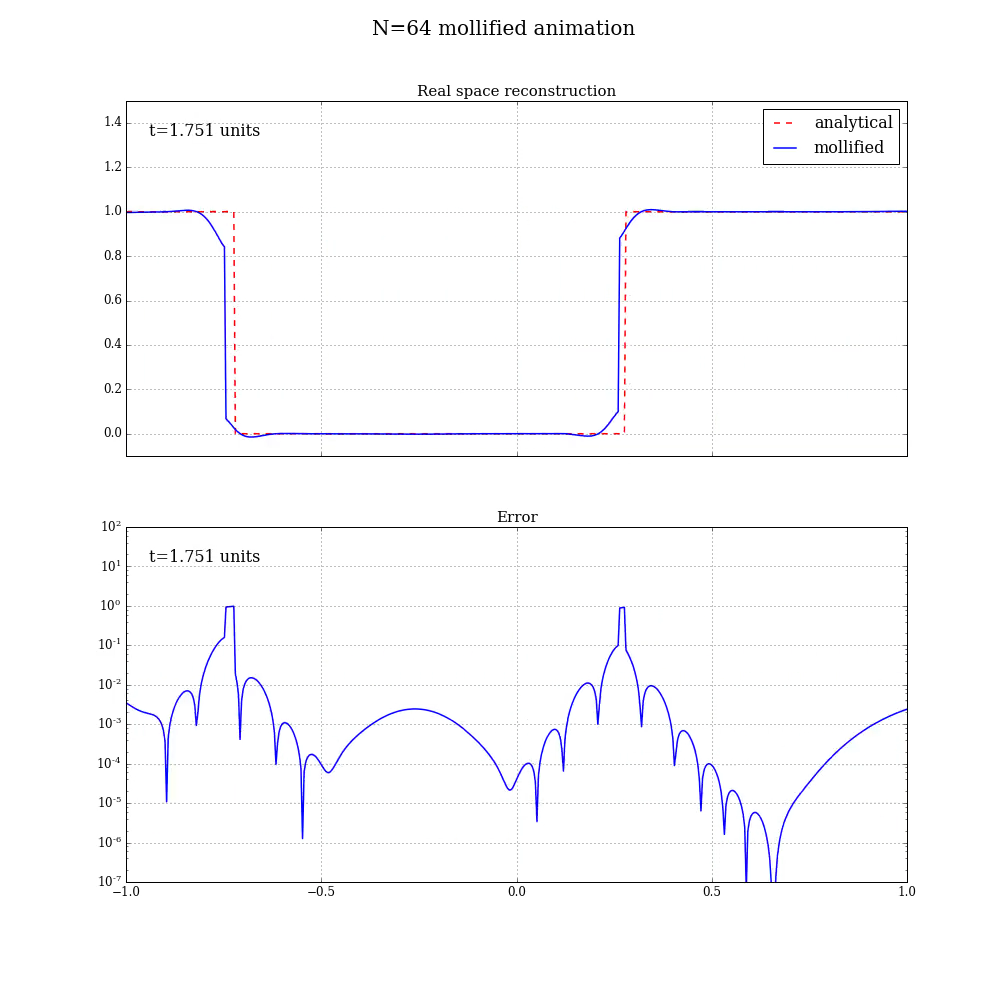 N=64 mollified animation
Real space reconstruction
t=1.751 units
analytical
mollified
1.4
1.2
1.0
0.8
0.6
0.4
0.2
0.0
Error
t=1.751 units
10²
10¹
10⁰
10⁻¹
10⁻²
10⁻³
10⁻⁴
10⁻⁵
10⁻⁶
10⁻⁷
−1.0 −0.5 0.0 0.5 1.0